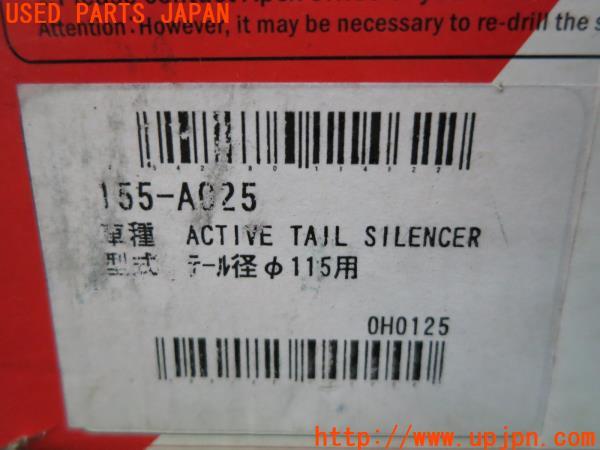 USED PARTS JAPAN
Attention : However, it may be necessary to re-drill the s
155-A025
車種 ACTIVE TAIL SILENCER
型式 テール径φ115用
0H0125
http://www.upjpn.com